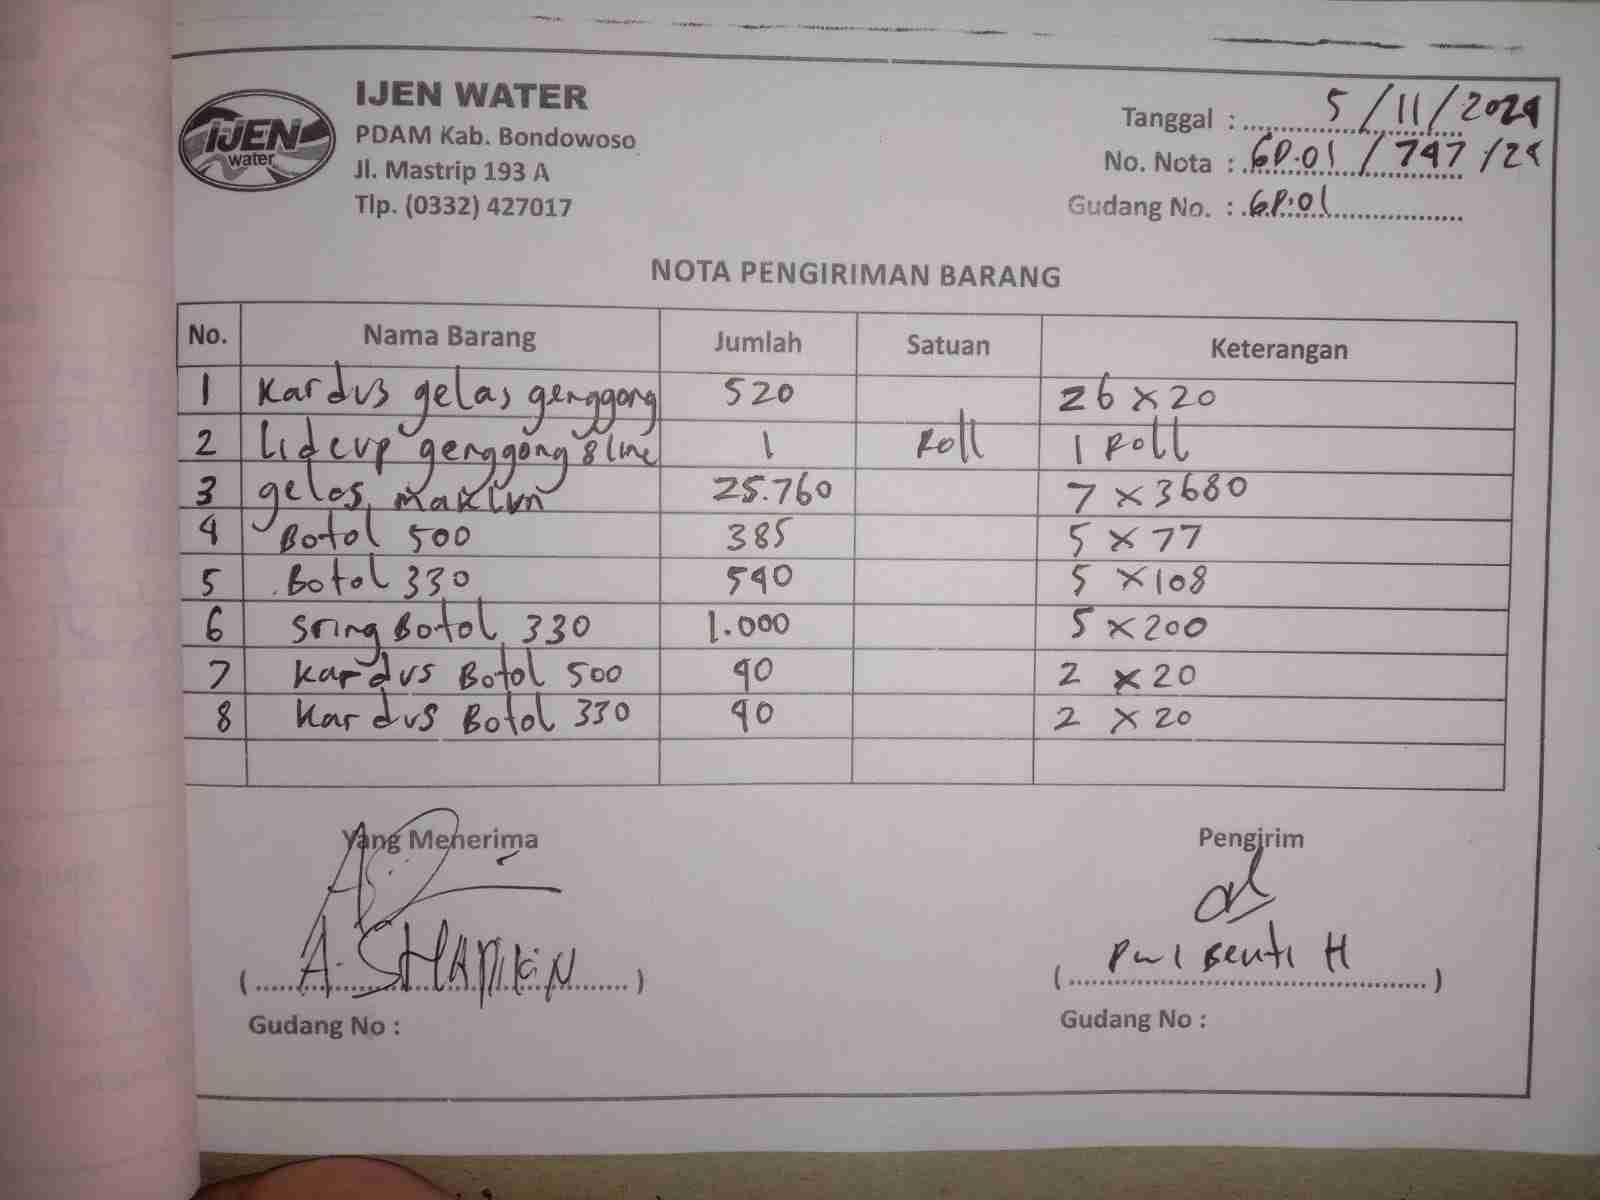 IJEN WATER
PDAM Kab. Bondowoso
Jl. Mastrip 193 A
Tlp. (0332) 427017
IJEN
water
Tanggal : 5/11/2024
No. Nota : GP.01/747/24
Gudang No. : GP.01
NOTA PENGIRIMAN BARANG
No. Nama Barang Jumlah Satuan Keterangan
1 Kardus gelas genggong 520 26 x 20
2 Lidcup genggong 8 line 1 Roll 1 Roll
3 gelas maklun 25.760 7 x 3680
4 Botol 500 385 5 x 77
5 Botol 330 540 5 x 108
6 Sring Botol 330 1.000 5 x 200
7 Kardus Botol 500 40 2 x 20
8 Kardus Botol 330 40 2 x 20
Yang Menerima Pengirim
(A. ) ( H)
Gudang No : Gudang No :